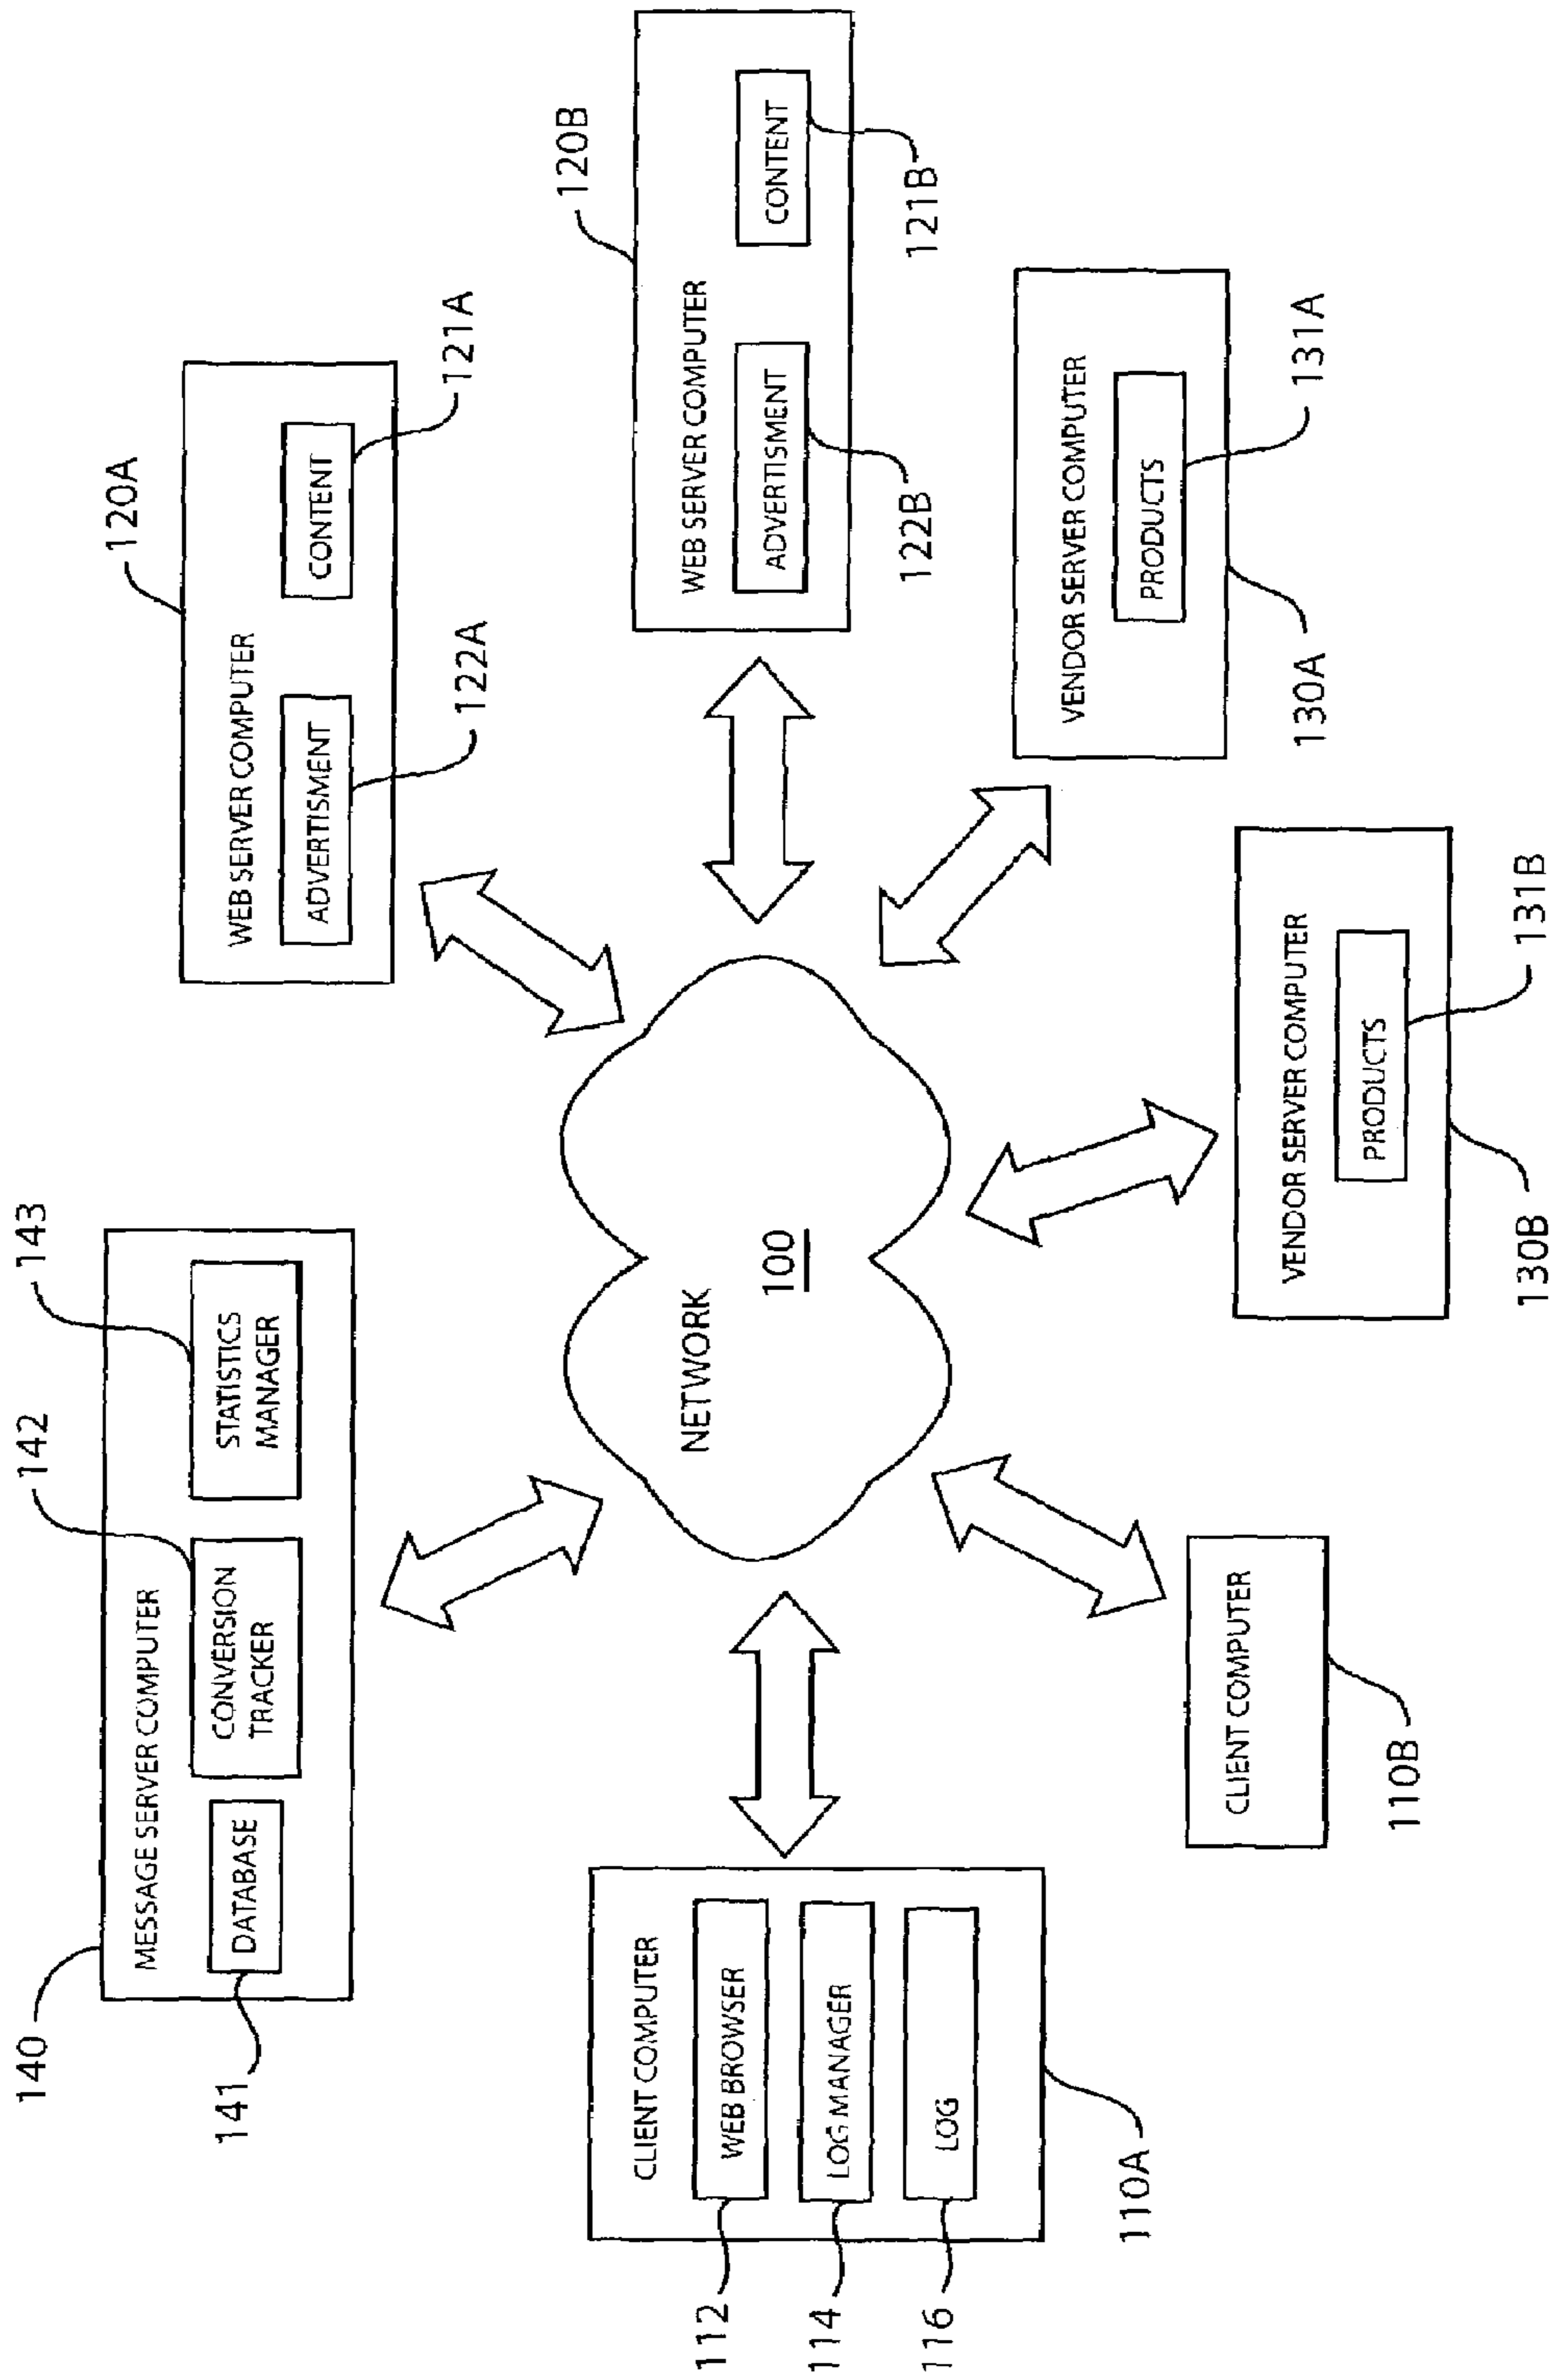 140
MESSAGE SERVER COMPUTER
141
DATABASE
142
CONVERSION
TRACKER
143
STATISTICS
MANAGER
120A
WEB SERVER COMPUTER
ADVERTISMENT
122A
CONTENT
121A
120B
WEB SERVER COMPUTER
ADVERTISMENT
122B
CONTENT
121B
NETWORK
100
CLIENT COMPUTER
112
WEB BROWSER
114
LOG MANAGER
116
LOG
110A
CLIENT COMPUTER
110B
VENDOR SERVER COMPUTER
PRODUCTS
131B
130B
VENDOR SERVER COMPUTER
PRODUCTS
131A
130A